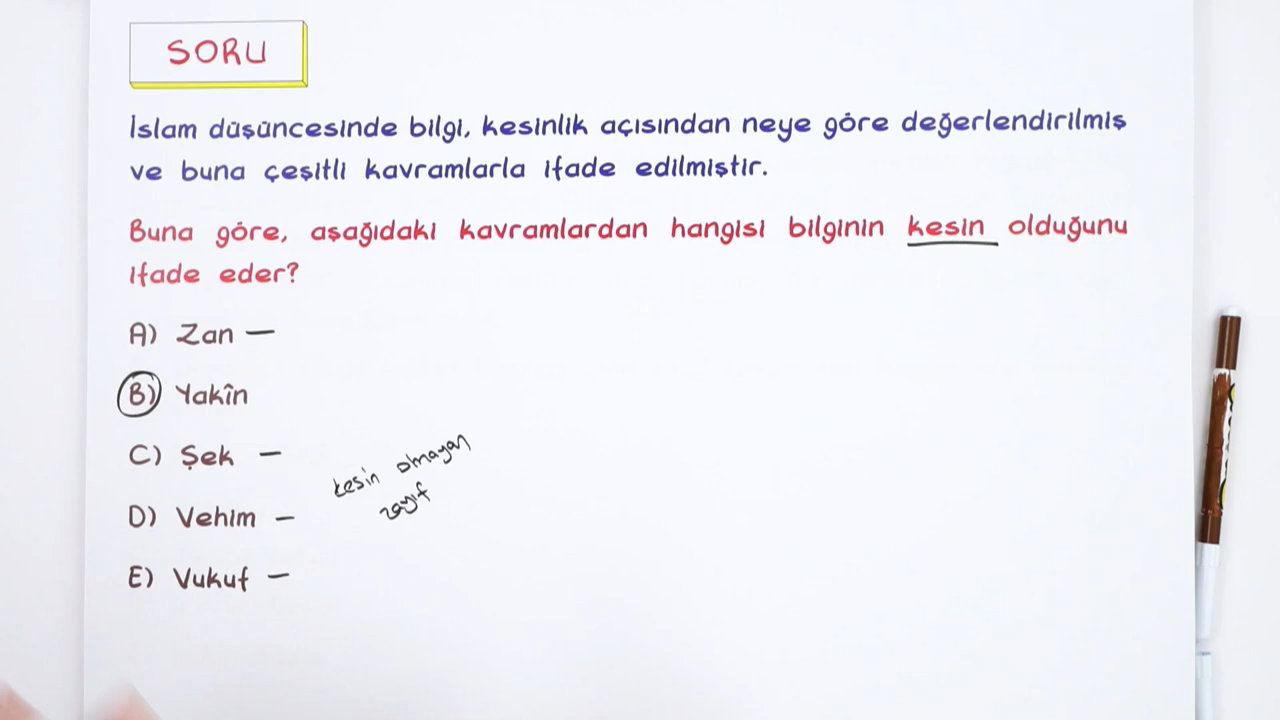 SORU
İslam düşüncesinde bilgi, kesinlik açısından neye göre değerlendirilmiş
ve buna çeşitli kavramlarla ifade edilmiştir.
Buna göre, aşağıdaki kavramlardan hangisi bilginin kesin olduğunu
ifade eder?
A) Zan —
B) Yakîn
C) Şek —
D) Vehim —
E) Vukuf —
kesin olmayan
zayıf